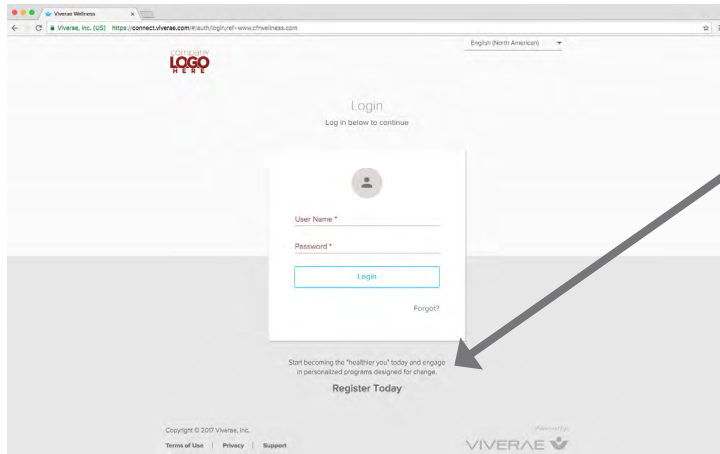 Viverae Wellness
Viverae, Inc. [US] https://connect.viverae.com/#/auth/login;ref=www.cfrwellness.com
English (North American)
company
LOGO
HERE
Login
Log in below to continue
User Name *
Password *
Login
Forgot?
Start becoming the "healthier you" today and engage
in personalized programs designed for change.
Register Today
Copyright © 2017 Viverae, Inc.
Powered by:
Terms of Use | Privacy | Support
VIVERAE